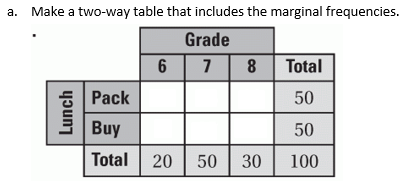 a. Make a two-way table that includes the marginal frequencies.
Grade
6 7 8 Total
Lunch
Pack 50
Buy 50
Total 20 50 30 100